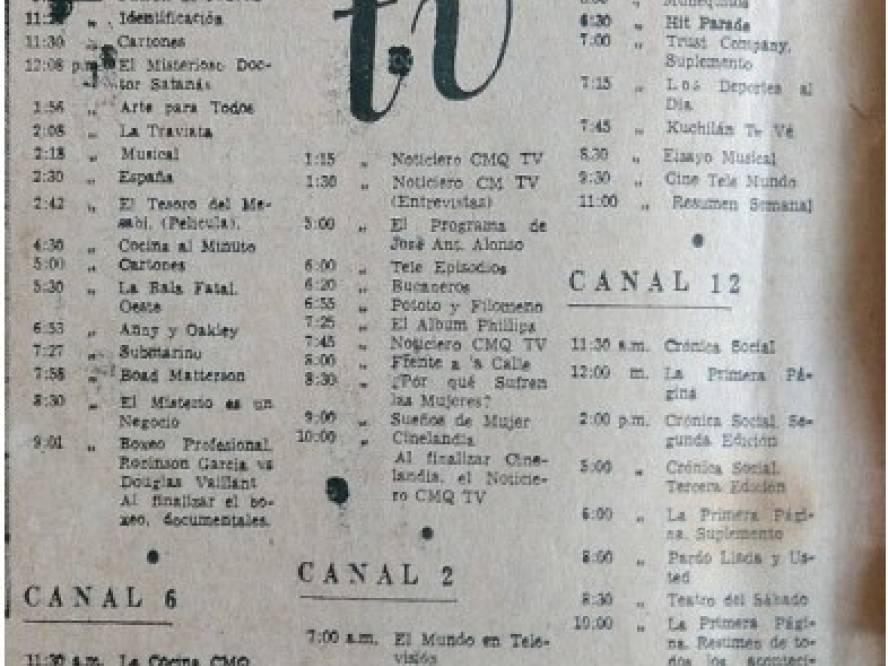 11:
Identificación
11:30 „ Cartones
12:08 p.m. El Misterioso Doc-
tor Satanás
1:56 „ Arte para Todos
2:08 „ La Traviata
2:18 „ Musical
2:30 „ España
2:42 „ El Tesoro del Me-
sabi, (Película).
4:30 „ Cocina al Minuto
5:00 „ Cartones
5:30 „ La Bala Fatal.
Oeste
6:53 „ Anny y Oakley
7:27 „ Submarino
7:58 „ Boad Matterson
8:30 „ El Misterio es un
Negocio
9:01 „ Boxeo Profesional.
Robinson García vs
Douglas Vaillant
Al finalizar el bo-
xeo, documentales.
CANAL 6
11:30 a.m. La Cocina CMQ
tv
1:15 „ Noticiero CMQ TV
1:30 „ Noticiero CM TV
(Entrevistas)
5:00 „ El Programa de
José Ant. Alonso
6:00 „ Tele Episodios
6:20 „ Bucaneros
6:55 „ Pototo y Filomeno
7:25 „ El Album Phillips
7:45 „ Noticiero CMQ TV
8:00 „ Frente a 'a Calle
8:30 „ ¿Por qué Sufren
las Mujeres?
9:00 „ Sueños de Mujer
10:00 „ Cinelandia
Al finalizar Cine-
landia, el Noticie-
ro CMQ TV
CANAL 2
7:00 a.m. El Mundo en Tele-
visión
Muñequitos
6:30 „ Hit Parade
7:00 „ Trust Company,
Suplemento
7:15 „ Los Deportes al
Día
7:45 „ Kuchilán Te Vé
8.30 „ Ensayo Musical
9:30 „ Cine Tele Mundo
11:00 „ Resumen Semanal
CANAL 12
11:30 a.m. Crónica Social
12:00 m. La Primera Pá-
gina
2:00 p.m. Crónica Social. Se-
gunda Edición
5:00 „ Crónica Social.
Tercera Edición
6:00 „ La Primera Pági-
na. Suplemento
8:00 „ Pardo Llada y Us-
ted
8:30 „ Teatro del Sábado
10:00 „ La Primera Pági-
na. Resumen de to-
dos los aconteci-